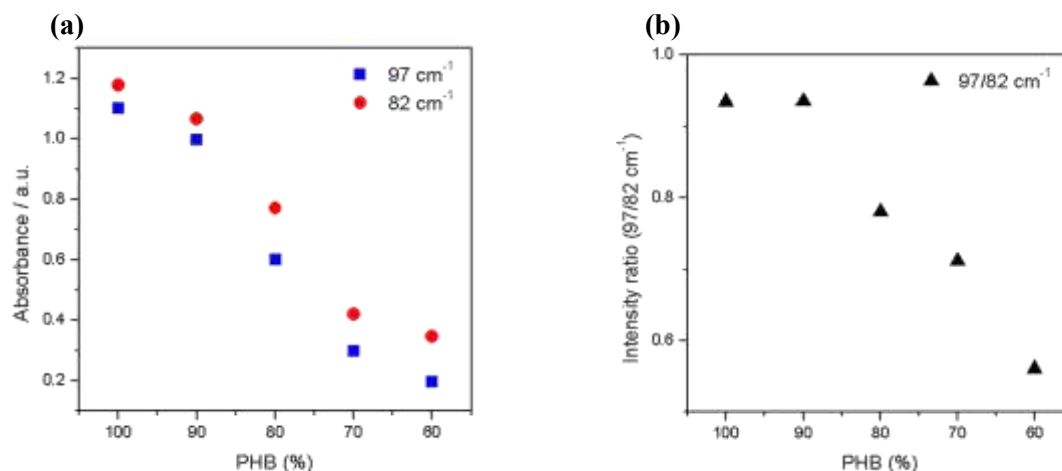 (a)
97 cm⁻¹
82 cm⁻¹
1.2
1.0
0.8
0.6
0.4
0.2
Absorbance / a.u.
100 90 80 70 60
PHB (%)
(b)
97/82 cm⁻¹
1.0
0.8
0.6
Intensity ratio (97/82 cm⁻¹)
100 90 80 70 60
PHB (%)